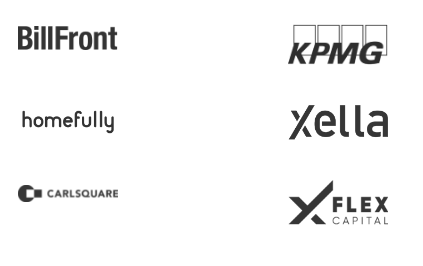 BillFront
KPMG
homefully
Xella
CARLSQUARE
FLEX
CAPITAL